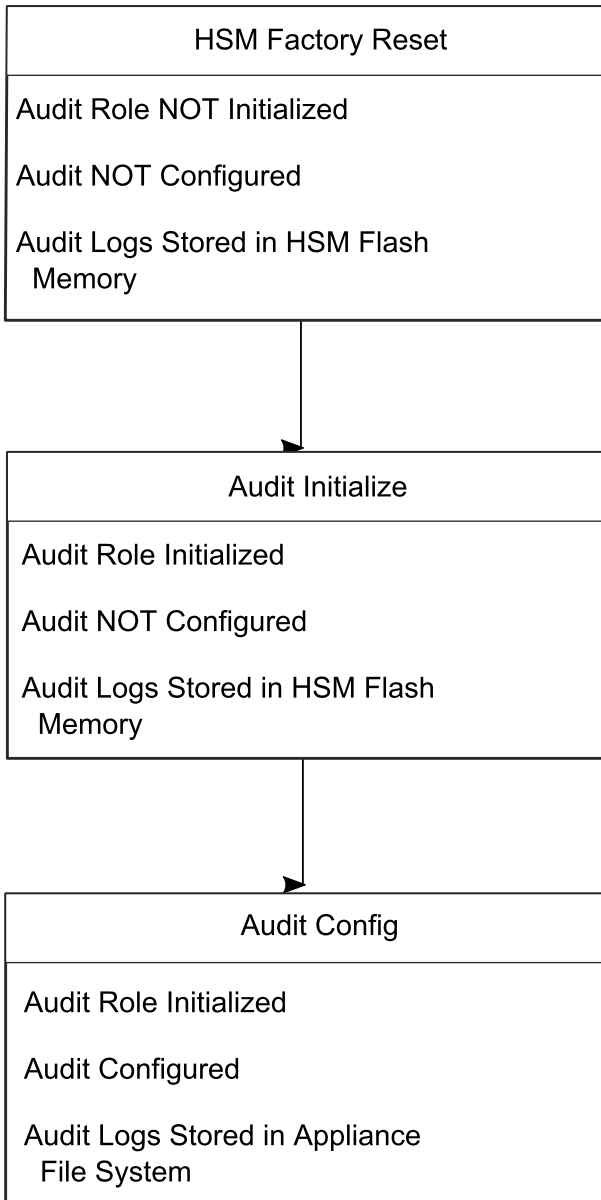 HSM Factory Reset
Audit Role NOT Initialized
Audit NOT Configured
Audit Logs Stored in HSM Flash
Memory
Audit Initialize
Audit Role Initialized
Audit NOT Configured
Audit Logs Stored in HSM Flash
Memory
Audit Config
Audit Role Initialized
Audit Configured
Audit Logs Stored in Appliance
File System